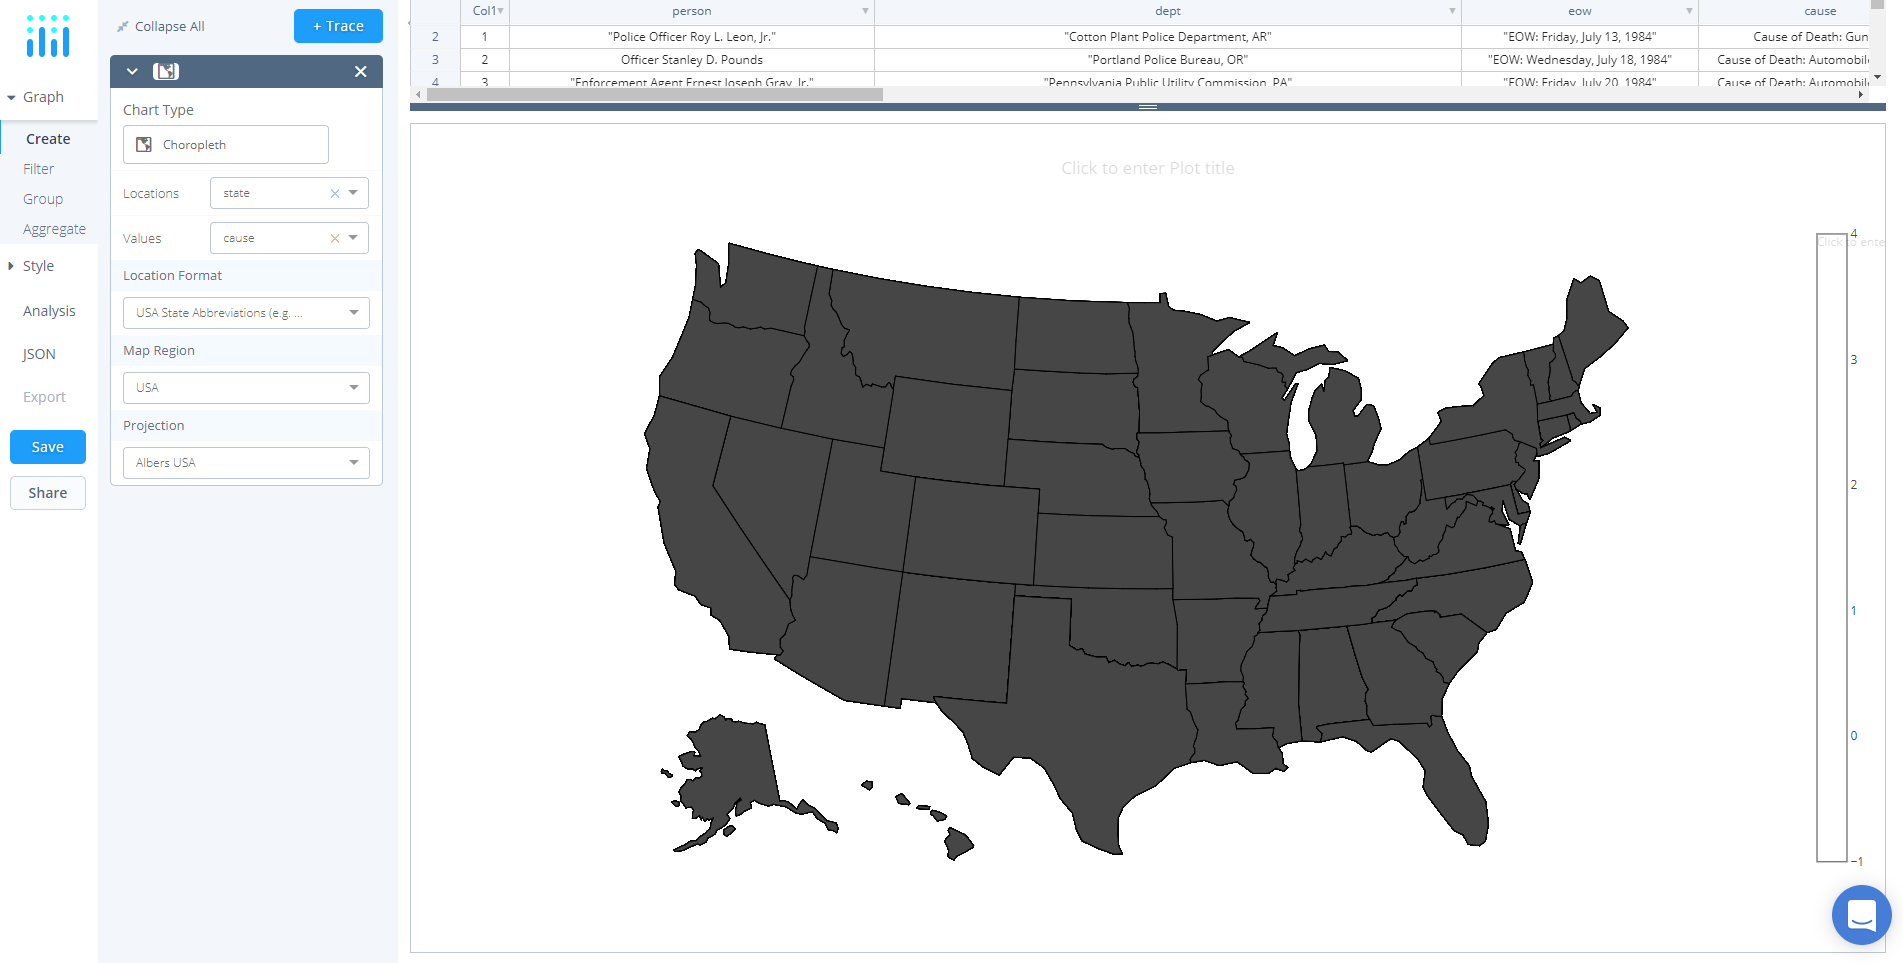 Collapse All
+ Trace
Graph
Create
Filter
Group
Aggregate
Style
Analysis
JSON
Export
Save
Share
Chart Type
Choropleth
Locations state
Values cause
Location Format
USA State Abbreviations (e.g. ...
Map Region
USA
Projection
Albers USA
Col1 person dept eow cause
2 1 "Police Officer Roy L. Leon, Jr." "Cotton Plant Police Department, AR" "EOW: Friday, July 13, 1984" Cause of Death: Gun
3 2 Officer Stanley D. Pounds "Portland Police Bureau, OR" "EOW: Wednesday, July 18, 1984" Cause of Death: Automobile
4 3 "Enforcement Agent Ernest Joseph Gray, Jr." "Pennsylvania Public Utility Commission, PA" "EOW: Friday, July 20, 1984" Cause of Death: Automobile
Click to enter Plot title
Click to ente
4
3
2
1
0
−1